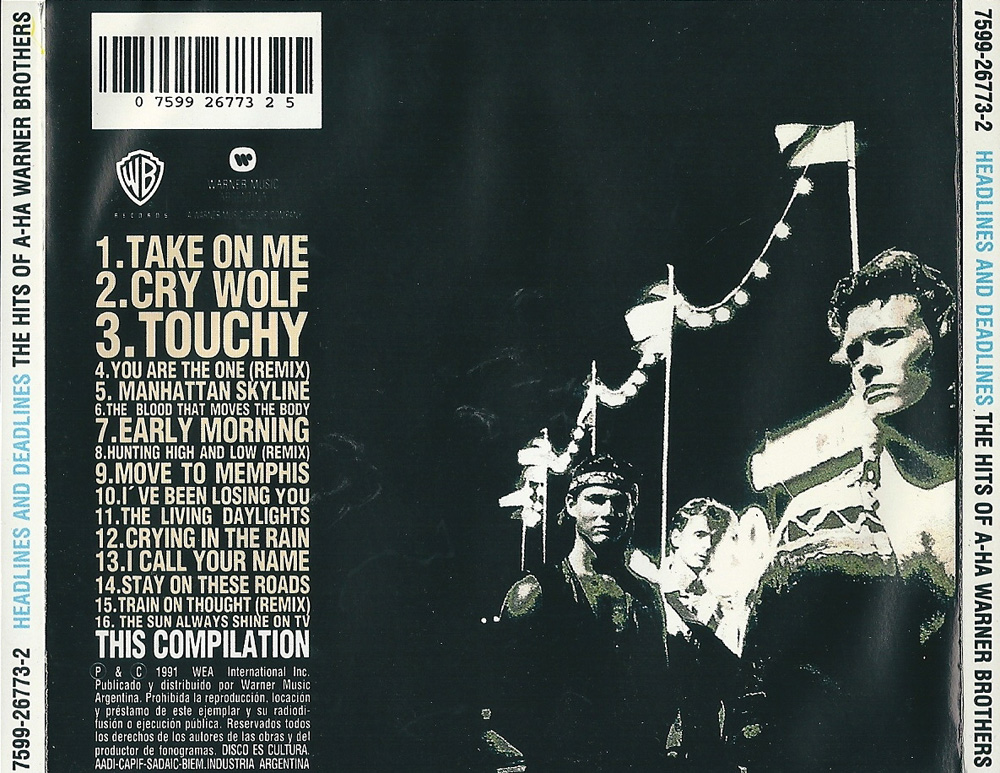 7599-26773-2 HEADLINES AND DEADLINES THE HITS OF A-HA WARNER BROTHERS
0 7599 26773 2 5
WB
RECORDS
WARNER MUSIC
A WARNER MUSIC GROUP COMPANY
1.TAKE ON ME
2.CRY WOLF
3.TOUCHY
4.YOU ARE THE ONE (REMIX)
5. MANHATTAN SKYLINE
6.THE BLOOD THAT MOVES THE BODY
7.EARLY MORNING
8.HUNTING HIGH AND LOW (REMIX)
9.MOVE TO MEMPHIS
10.I´VE BEEN LOSING YOU
11.THE LIVING DAYLIGHTS
12.CRYING IN THE RAIN
13.I CALL YOUR NAME
14.STAY ON THESE ROADS
15.TRAIN ON THOUGHT (REMIX)
16. THE SUN ALWAYS SHINE ON TV
THIS COMPILATION
Ⓟ & Ⓒ 1991 WEA International Inc.
Publicado y distribuido por Warner Music
Argentina. Prohibida la reproducción, locación
y préstamo de este ejemplar y su radiodi-
fusión o ejecución pública. Reservados todos
los derechos de los autores de las obras y del
productor de fonogramas. DISCO ES CULTURA.
AADI-CAPIF-SADAIC-BIEM.INDUSTRIA ARGENTINA
7599-26773-2 HEADLINES AND DEADLINES. THE HITS OF A-HA WARNER BROTHERS